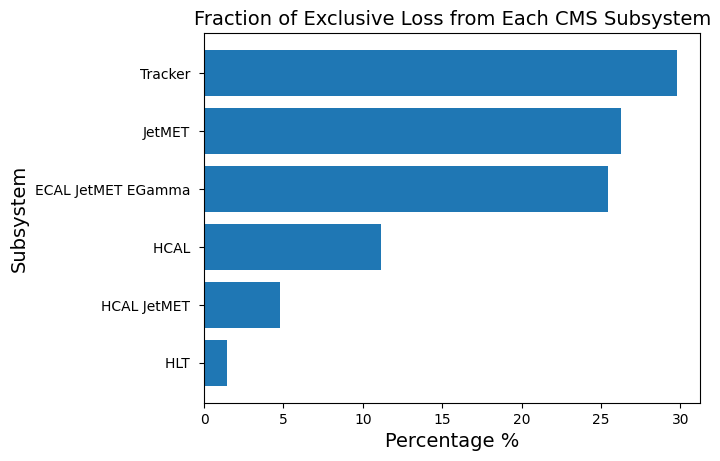 Fraction of Exclusive Loss from Each CMS Subsystem
Subsystem
Tracker
JetMET
ECAL JetMET EGamma
HCAL
HCAL JetMET
HLT
0 5 10 15 20 25 30
Percentage %